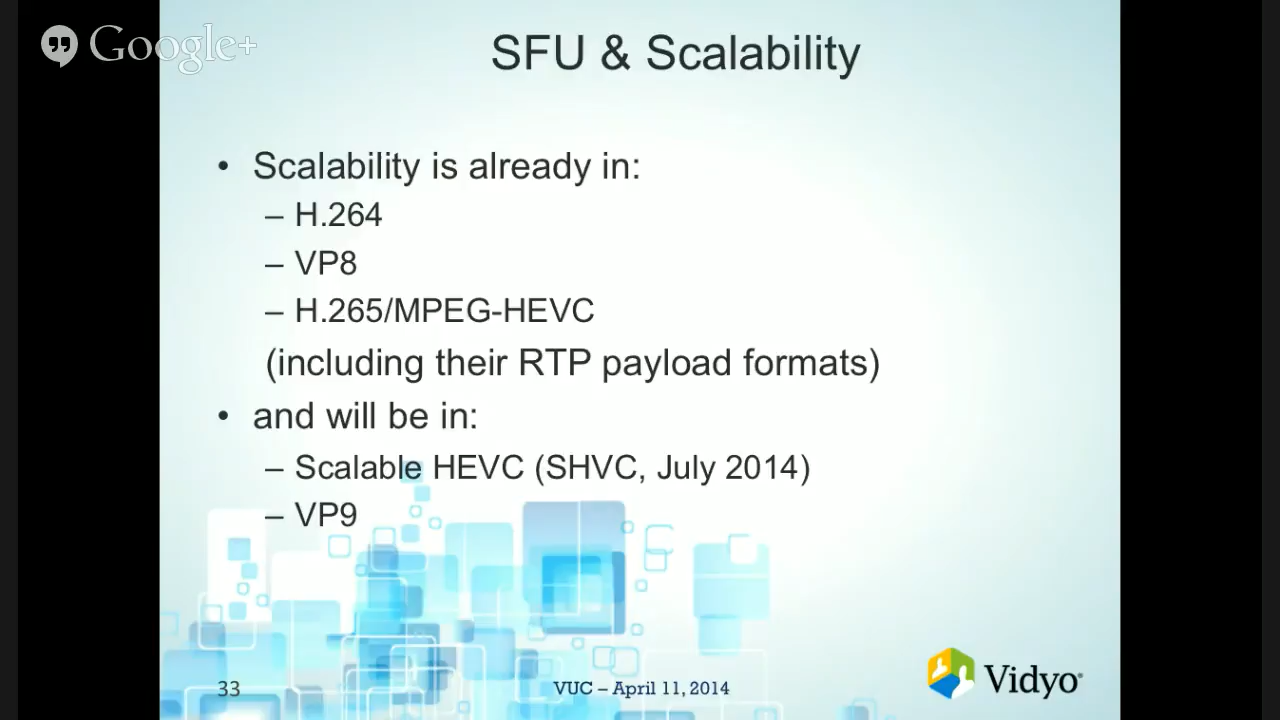 Google+
SFU & Scalability
• Scalability is already in:
– H.264
– VP8
– H.265/MPEG-HEVC
(including their RTP payload formats)
• and will be in:
– Scalable HEVC (SHVC, July 2014)
– VP9
33
VUC – April 11, 2014
Vidyo®